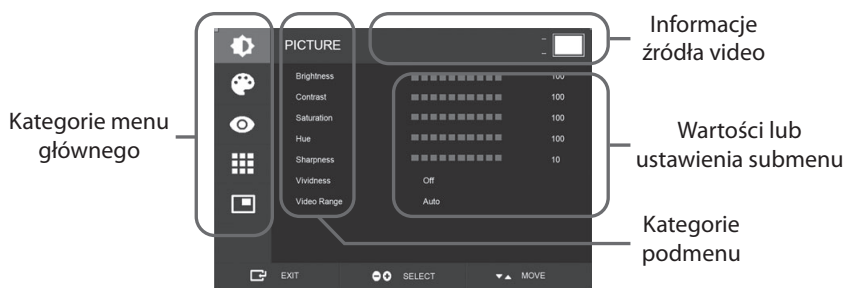 PICTURE
Brightness 100
Contrast 100
Saturation 100
Hue 100
Sharpness 10
Vividness Off
Video Range Auto
EXIT SELECT MOVE
Kategorie menu
głównego
Informacje
źródła video
Wartości lub
ustawienia submenu
Kategorie
podmenu